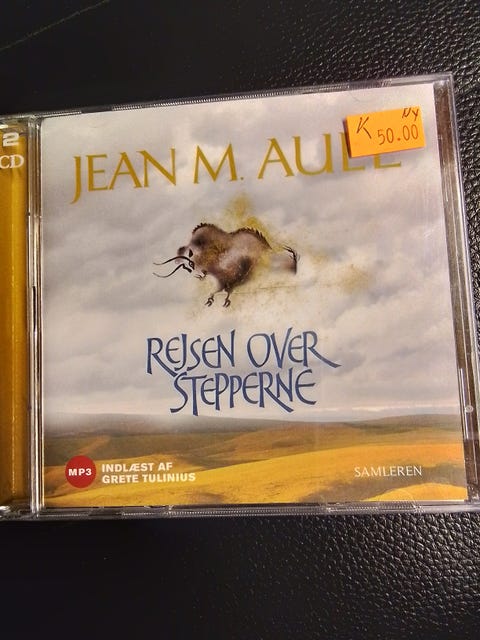 2
CD
Ny
K 50.00
JEAN M. AUEL
REJSEN OVER
STEPPERNE
MP3
INDLÆST AF
GRETE TULINIUS
SAMLEREN